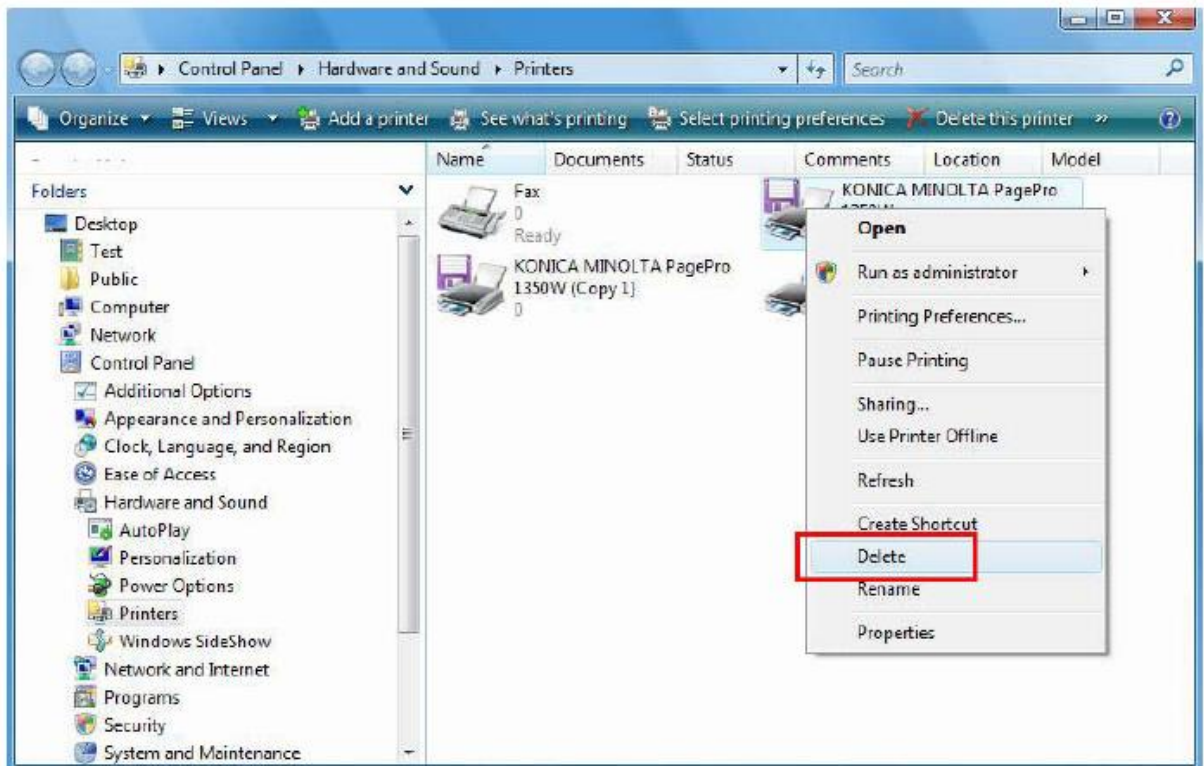 Control Panel Hardware and Sound Printers Search
Organize Views Add a printer See what's printing Select printing preferences Delete this printer
Name Documents Status Comments Location Model
Folders
Desktop
Test
Public
Computer
Network
Control Panel
Additional Options
Appearance and Personalization
Clock, Language, and Region
Ease of Access
Hardware and Sound
AutoPlay
Personalization
Power Options
Printers
Windows SideShow
Network and Internet
Programs
Security
System and Maintenance
Fax
0
Ready
KONICA MINOLTA PagePro
KONICA MINOLTA PagePro
1350W (Copy 1)
0
Open
Run as administrator
Printing Preferences...
Pause Printing
Sharing...
Use Printer Offline
Refresh
Create Shortcut
Delete
Rename
Properties